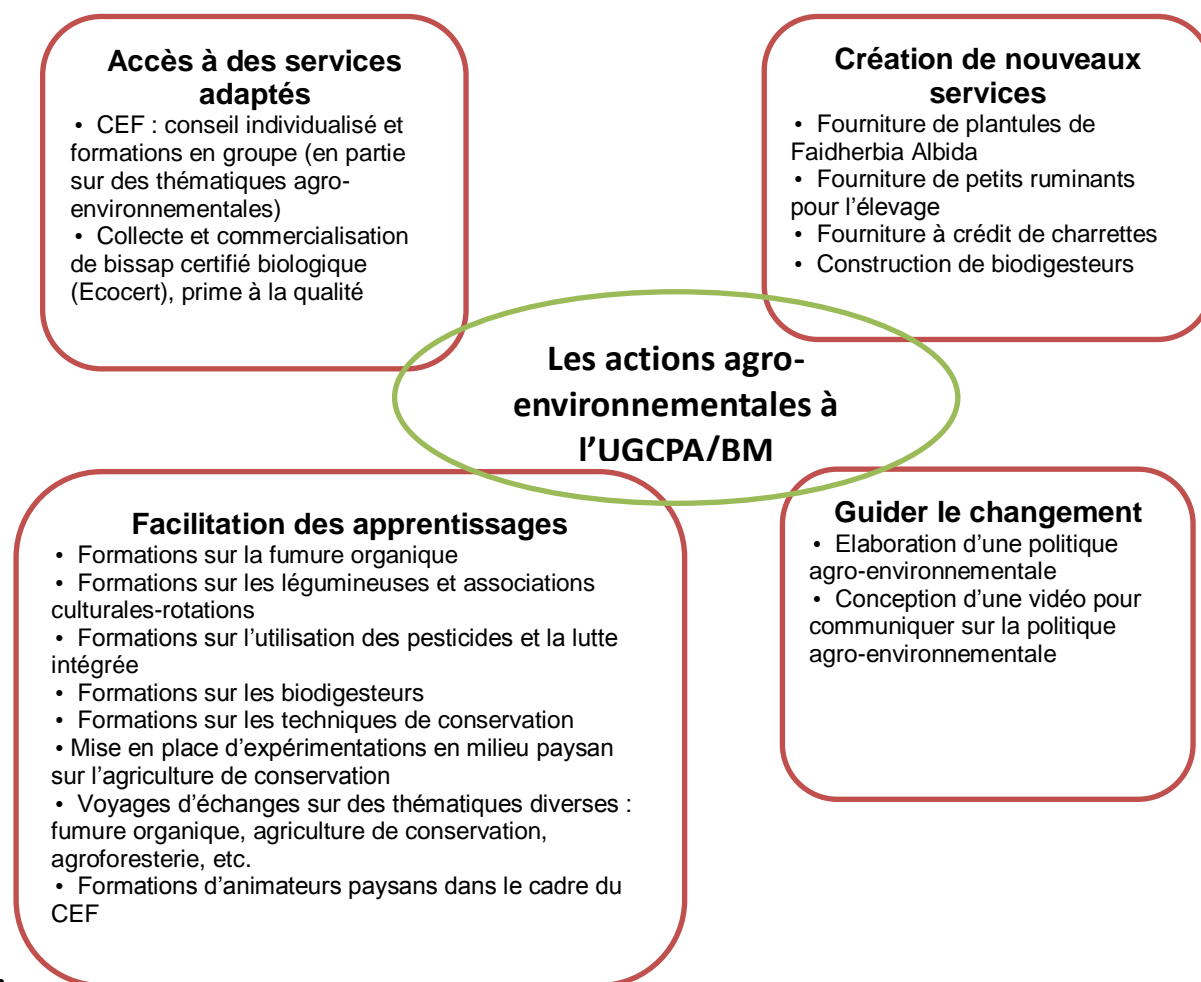 Accès à des services
adaptés
• CEF : conseil individualisé et
formations en groupe (en partie
sur des thématiques agro-
environnementales)
• Collecte et commercialisation
de bissap certifié biologique
(Ecocert), prime à la qualité
Création de nouveaux
services
• Fourniture de plantules de
Faidherbia Albida
• Fourniture de petits ruminants
pour l’élevage
• Fourniture à crédit de charrettes
• Construction de biodigesteurs
Les actions agro-
environnementales à
l’UGCPA/BM
Facilitation des apprentissages
• Formations sur la fumure organique
• Formations sur les légumineuses et associations
culturales-rotations
• Formations sur l’utilisation des pesticides et la lutte
intégrée
• Formations sur les biodigesteurs
• Formations sur les techniques de conservation
• Mise en place d’expérimentations en milieu paysan
sur l’agriculture de conservation
• Voyages d’échanges sur des thématiques diverses :
fumure organique, agriculture de conservation,
agroforesterie, etc.
• Formations d’animateurs paysans dans le cadre du
CEF
Guider le changement
• Elaboration d’une politique
agro-environnementale
• Conception d’une vidéo pour
communiquer sur la politique
agro-environnementale